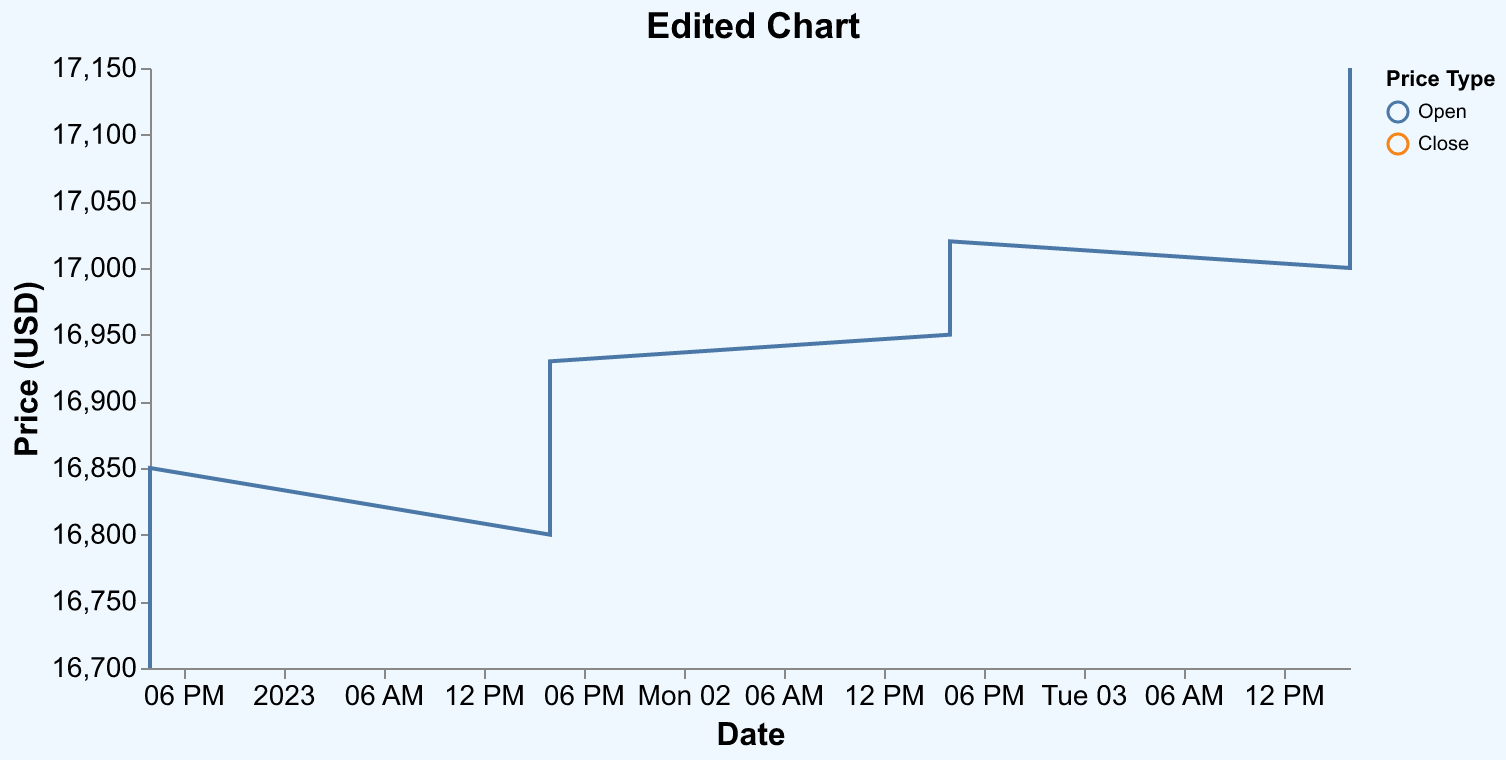 Edited Chart
Price (USD)
17,150
17,100
17,050
17,000
16,950
16,900
16,850
16,800
16,750
16,700
06 PM 2023 06 AM 12 PM 06 PM Mon 02 06 AM 12 PM 06 PM Tue 03 06 AM 12 PM
Date
Price Type
Open
Close